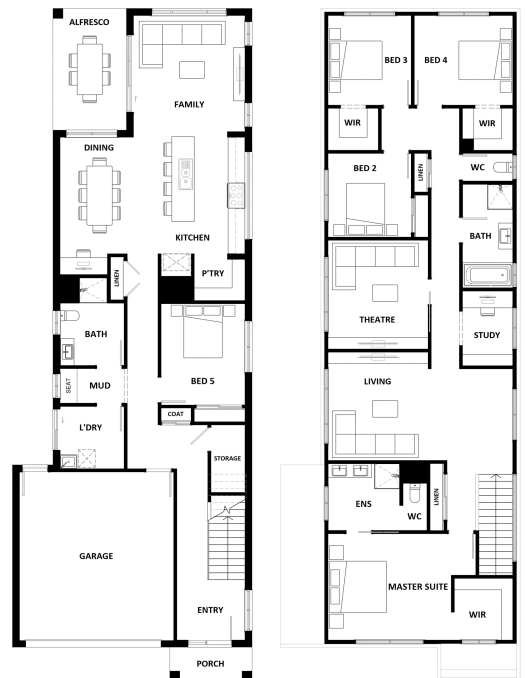 ALFRESCO
FAMILY
DINING
KITCHEN
P'TRY
LINEN
BATH
SEAT
MUD
BED 5
COAT
L'DRY
STORAGE
GARAGE
ENTRY
PORCH
BED 3
BED 4
WIR
WIR
BED 2
LINEN
WC
BATH
THEATRE
STUDY
LIVING
ENS
WC
LINEN
MASTER SUITE
WIR